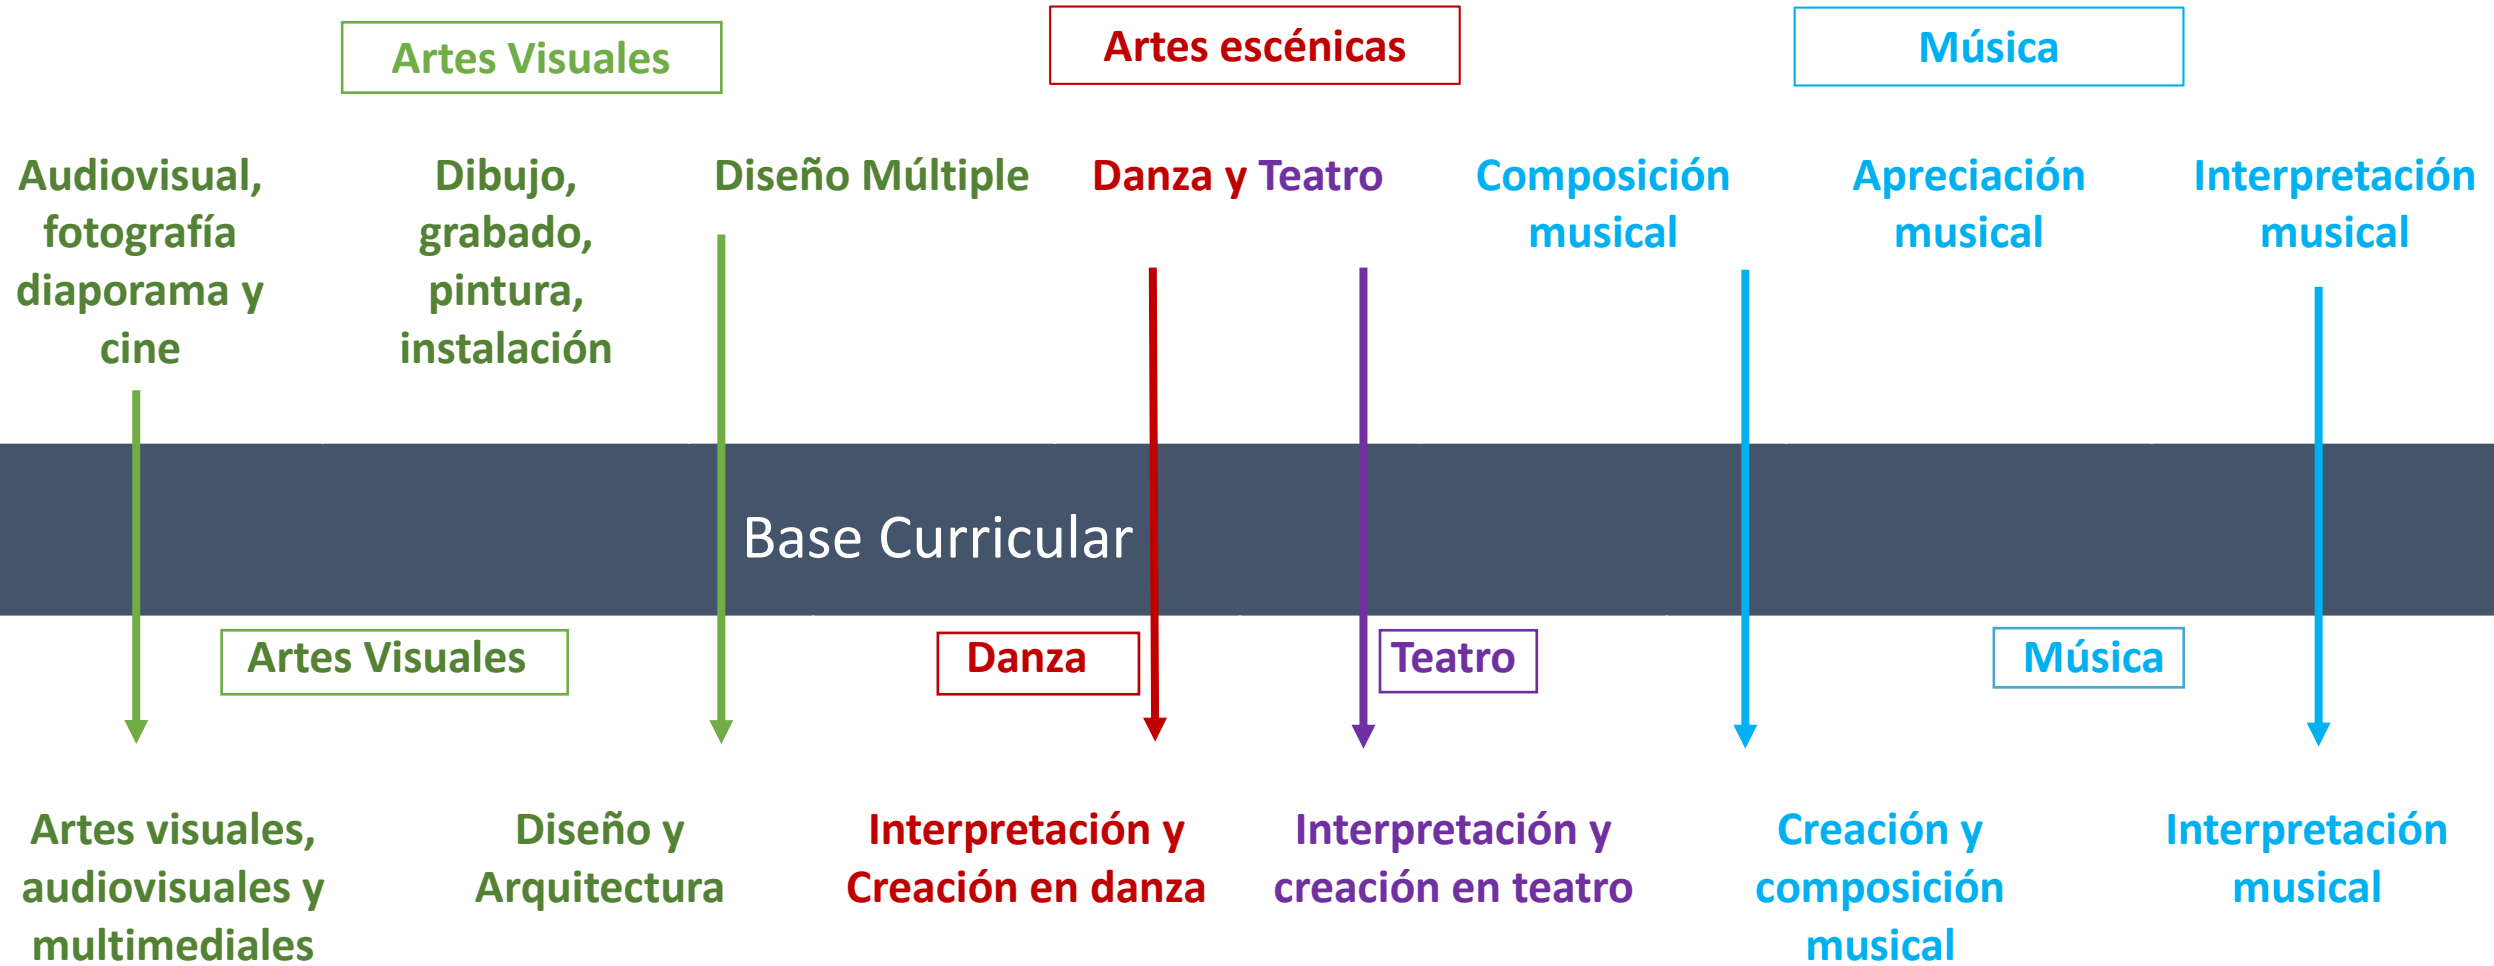 Artes Visuales
Artes escénicas
Música
Audiovisual,
fotografía
diaporama y
cine
Dibujo,
grabado,
pintura,
instalación
Diseño Múltiple
Danza y Teatro
Composición
musical
Apreciación
musical
Interpretación
musical
Base Curricular
Artes Visuales
Danza
Teatro
Música
Artes visuales,
audiovisuales y
multimediales
Diseño y
Arquitectura
Interpretación y
Creación en danza
Interpretación y
creación en teatro
Creación y
composición
musical
Interpretación
musical